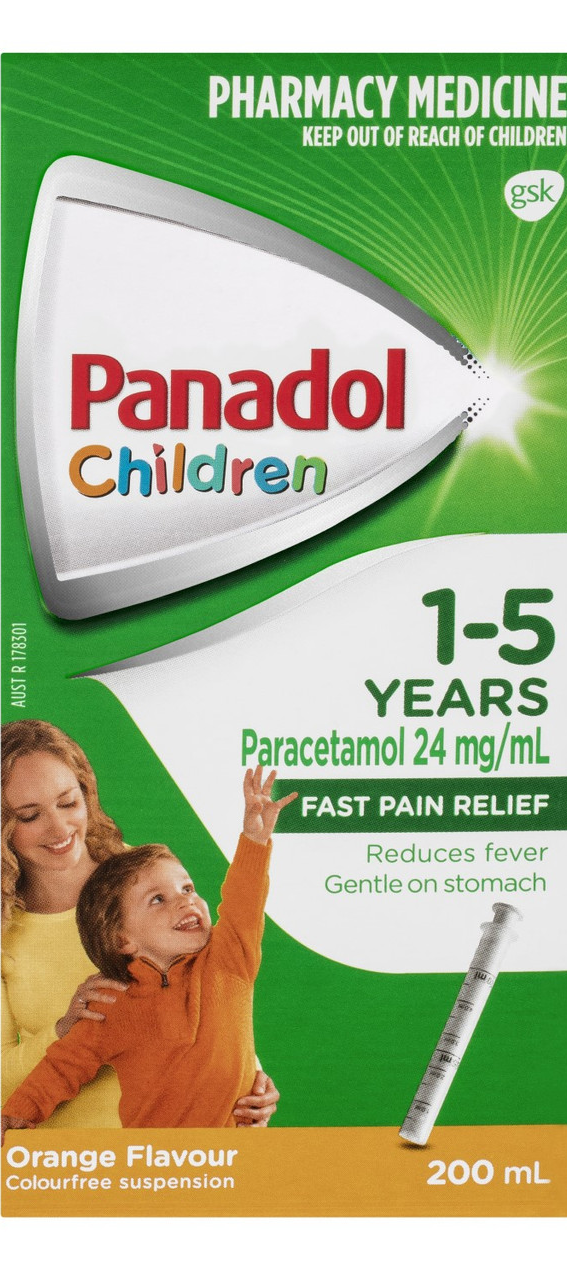 PHARMACY MEDICINE
KEEP OUT OF REACH OF CHILDREN
gsk
Panadol
Children
1-5
YEARS
Paracetamol 24 mg/mL
FAST PAIN RELIEF
Reduces fever
Gentle on stomach
AUST R 178301
Orange Flavour
Colourfree suspension
200 mL